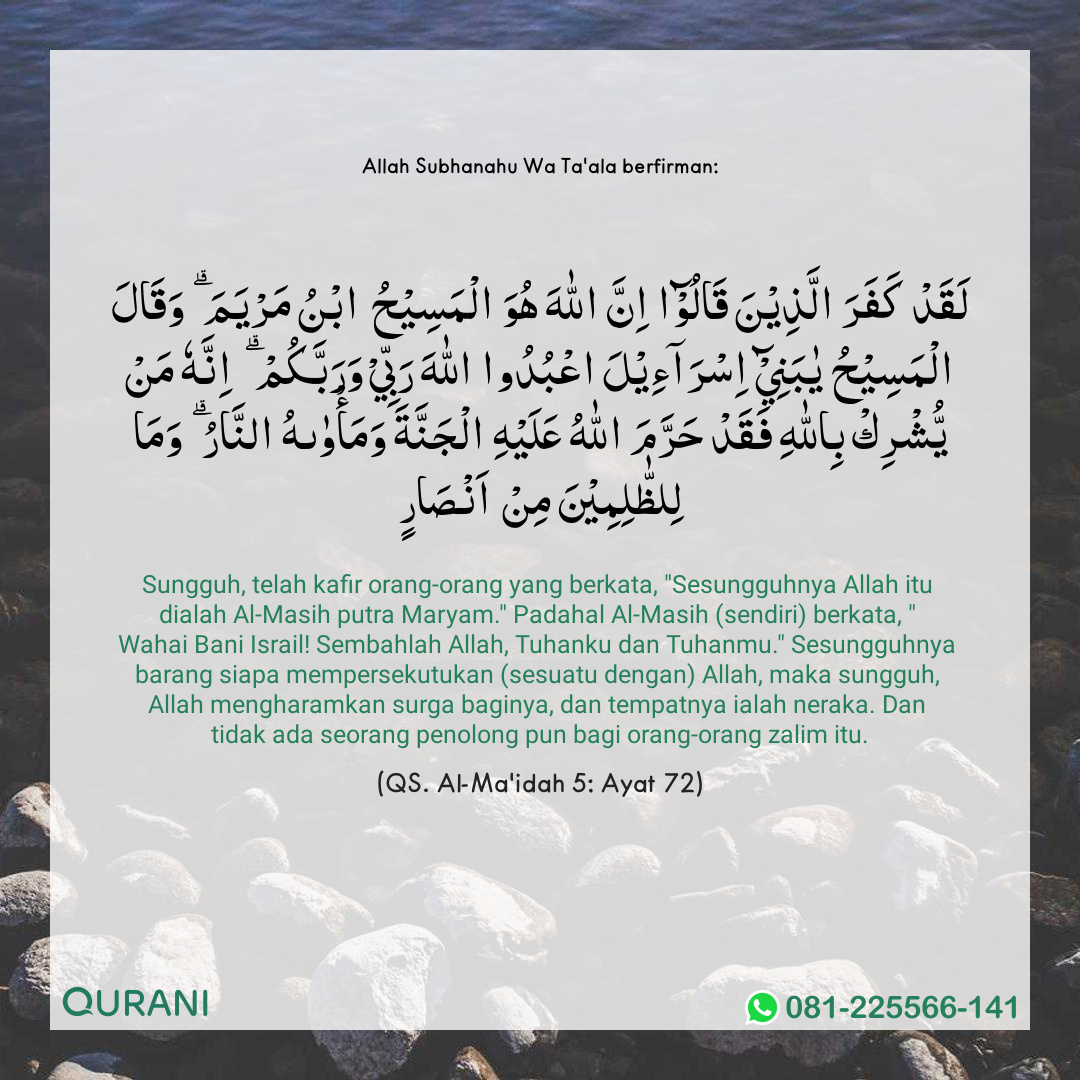 Allah Subhanahu Wa Ta'ala berfirman:
لَقَدْ كَفَرَ الَّذِيْنَ قَالُوْۤا اِنَّ اللّٰهَ هُوَ الْمَسِيْحُ ابْنُ مَرْيَمَ ۗ وَقَالَ
الْمَسِيْحُ يٰبَنِيْۤ اِسْرَآءِيْلَ اعْبُدُوا اللّٰهَ رَبِّيْ وَرَبَّكُمْ ۗ اِنَّهٗ مَنْ
يُّشْرِكْ بِاللّٰهِ فَقَدْ حَرَّمَ اللّٰهُ عَلَيْهِ الْجَنَّةَ وَمَأْوٰٮهُ النَّارُ ۗ وَمَا
لِلظّٰلِمِيْنَ مِنْ اَنْصَارٍ
Sungguh, telah kafir orang-orang yang berkata, "Sesungguhnya Allah itu
dialah Al-Masih putra Maryam." Padahal Al-Masih (sendiri) berkata, "
Wahai Bani Israil! Sembahlah Allah, Tuhanku dan Tuhanmu." Sesungguhnya
barang siapa mempersekutukan (sesuatu dengan) Allah, maka sungguh,
Allah mengharamkan surga baginya, dan tempatnya ialah neraka. Dan
tidak ada seorang penolong pun bagi orang-orang zalim itu.
(QS. Al-Ma'idah 5: Ayat 72)
QURANI
081-225566-141